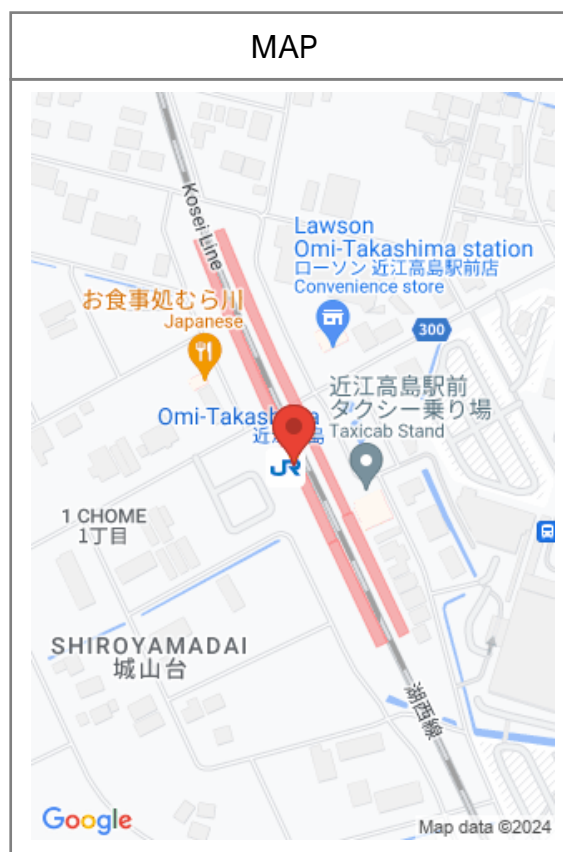 MAP
Kosei Line
Lawson
Omi-Takashima station
ローソン 近江高島駅前店
Convenience store
お食事処むら川
Japanese
300
近江高島駅前
タクシー乗り場
Taxicab Stand
Omi-Takash
近 島
JR
1 CHOME
1丁目
SHIROYAMADAI
城山台
湖西線
Google
Map data ©2024